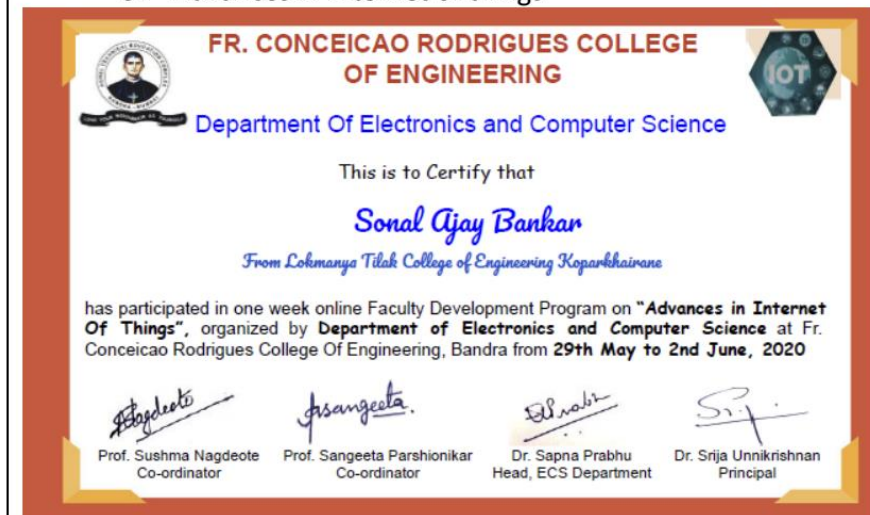 FR. CONCEICAO RODRIGUES COLLEGE
OF ENGINEERING
IOT
Department Of Electronics and Computer Science
This is to Certify that
Sonal Ajay Bankar
From Lokmanya Tilak College of Engineering Koparkhairane
has participated in one week online Faculty Development Program on “Advances in Internet
Of Things”, organized by Department of Electronics and Computer Science at Fr.
Conceicao Rodrigues College Of Engineering, Bandra from 29th May to 2nd June, 2020
Prof. Sushma Nagdeote
Co-ordinator
Prof. Sangeeta Parshionikar
Co-ordinator
Dr. Sapna Prabhu
Head, ECS Department
Dr. Srija Unnikrishnan
Principal